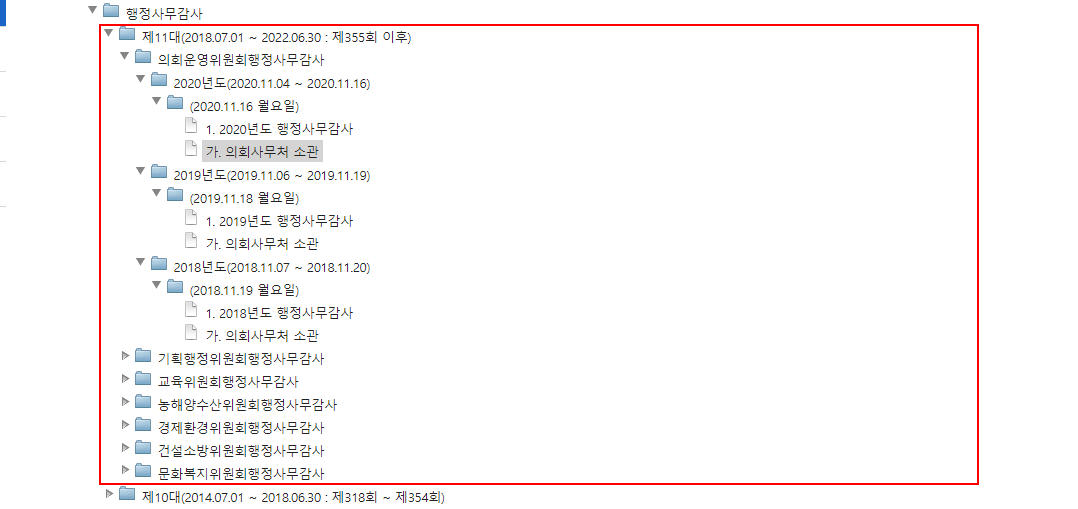 행정사무감사
제11대(2018.07.01 ~ 2022.06.30 : 제355회 이후)
의회운영위원회행정사무감사
2020년도(2020.11.04 ~ 2020.11.16)
(2020.11.16 월요일)
1. 2020년도 행정사무감사
가. 의회사무처 소관
2019년도(2019.11.06 ~ 2019.11.19)
(2019.11.18 월요일)
1. 2019년도 행정사무감사
가. 의회사무처 소관
2018년도(2018.11.07 ~ 2018.11.20)
(2018.11.19 월요일)
1. 2018년도 행정사무감사
가. 의회사무처 소관
기획행정위원회행정사무감사
교육위원회행정사무감사
농해양수산위원회행정사무감사
경제환경위원회행정사무감사
건설소방위원회행정사무감사
문화복지위원회행정사무감사
제10대(2014.07.01 ~ 2018.06.30 : 제318회 ~ 제354회)